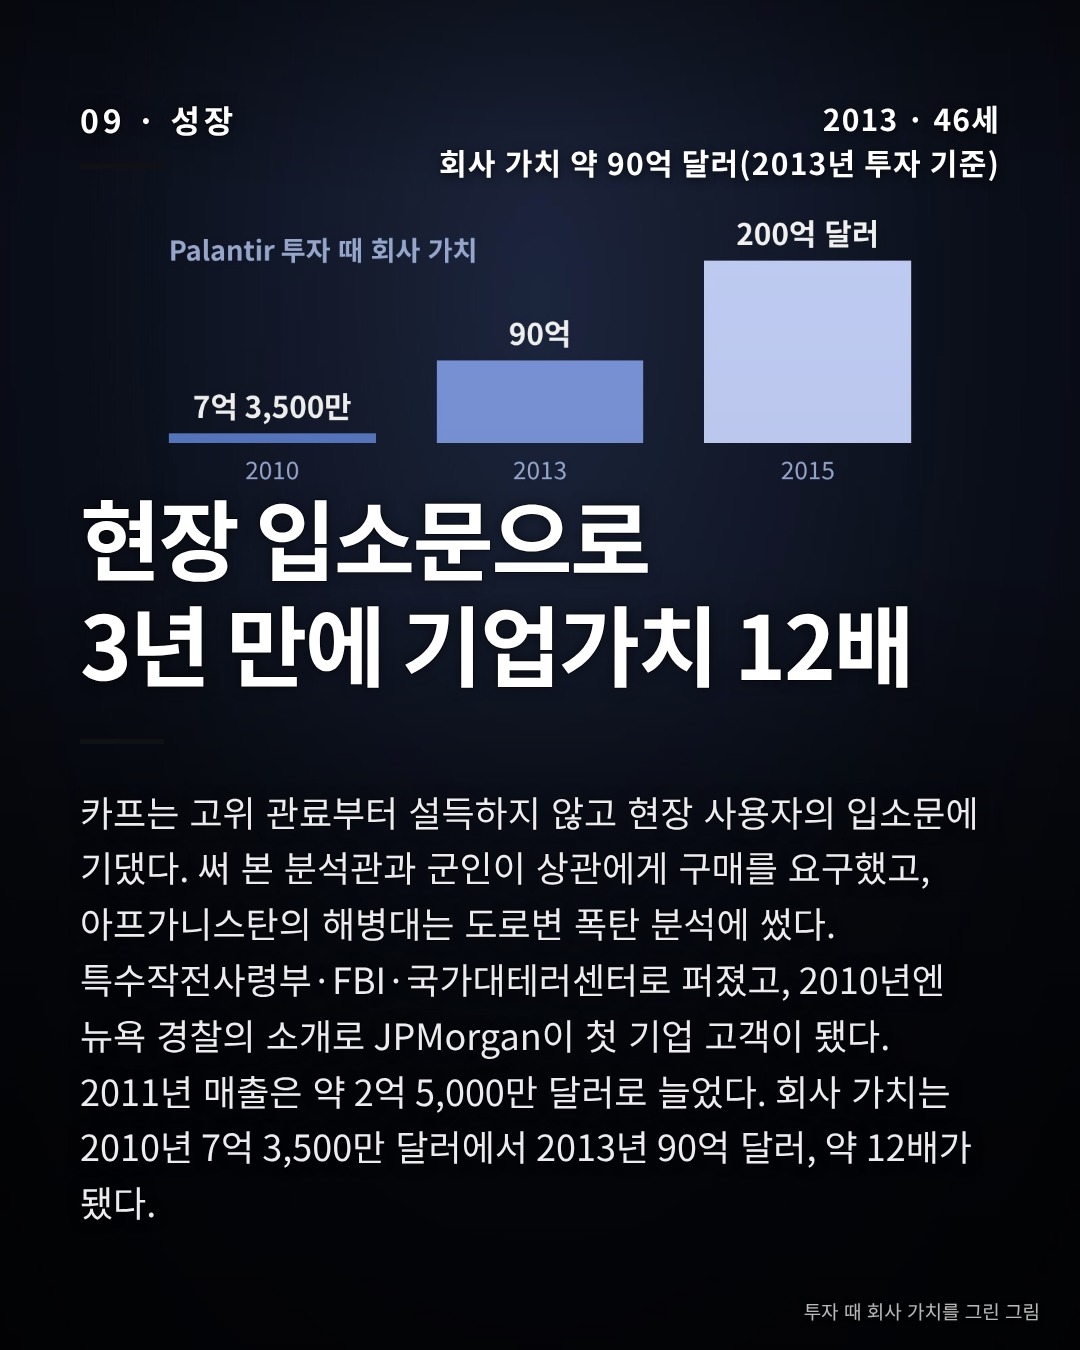 09 · 성장
2013 · 46세
회사 가치 약 90억 달러(2013년 투자 기준)
Palantir 투자 때 회사 가치
200억 달러
90억
7억 3,500만
2010
2013
2015
현장 입소문으로
3년 만에 기업가치 12배
카프는 고위 관료부터 설득하지 않고 현장 사용자의 입소문에
기댔다. 써 본 분석관과 군인이 상관에게 구매를 요구했고,
아프가니스탄의 해병대는 도로변 폭탄 분석에 썼다.
특수작전사령부·FBI·국가대테러센터로 퍼졌고, 2010년엔
뉴욕 경찰의 소개로 JPMorgan이 첫 기업 고객이 됐다.
2011년 매출은 약 2억 5,000만 달러로 늘었다. 회사 가치는
2010년 7억 3,500만 달러에서 2013년 90억 달러, 약 12배가
됐다.
투자 때 회사 가치를 그린 그림